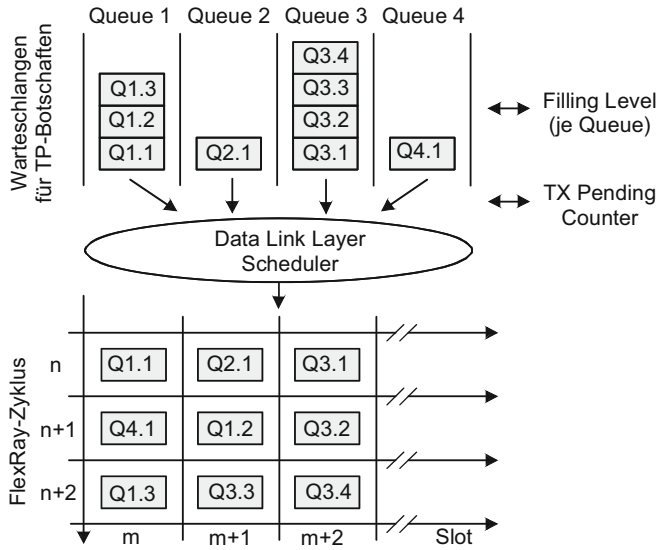 Queue 1 Queue 2 Queue 3 Queue 4
Warteschlangen
für TP-Botschaften
Q3.4
Q1.3 Q3.3
Q1.2 Q3.2
Q1.1 Q2.1 Q3.1 Q4.1
Filling Level
(je Queue)
TX Pending
Counter
Data Link Layer
Scheduler
FlexRay-Zyklus
n Q1.1 Q2.1 Q3.1
n+1 Q4.1 Q1.2 Q3.2
n+2 Q1.3 Q3.3 Q3.4
m m+1 m+2 Slot